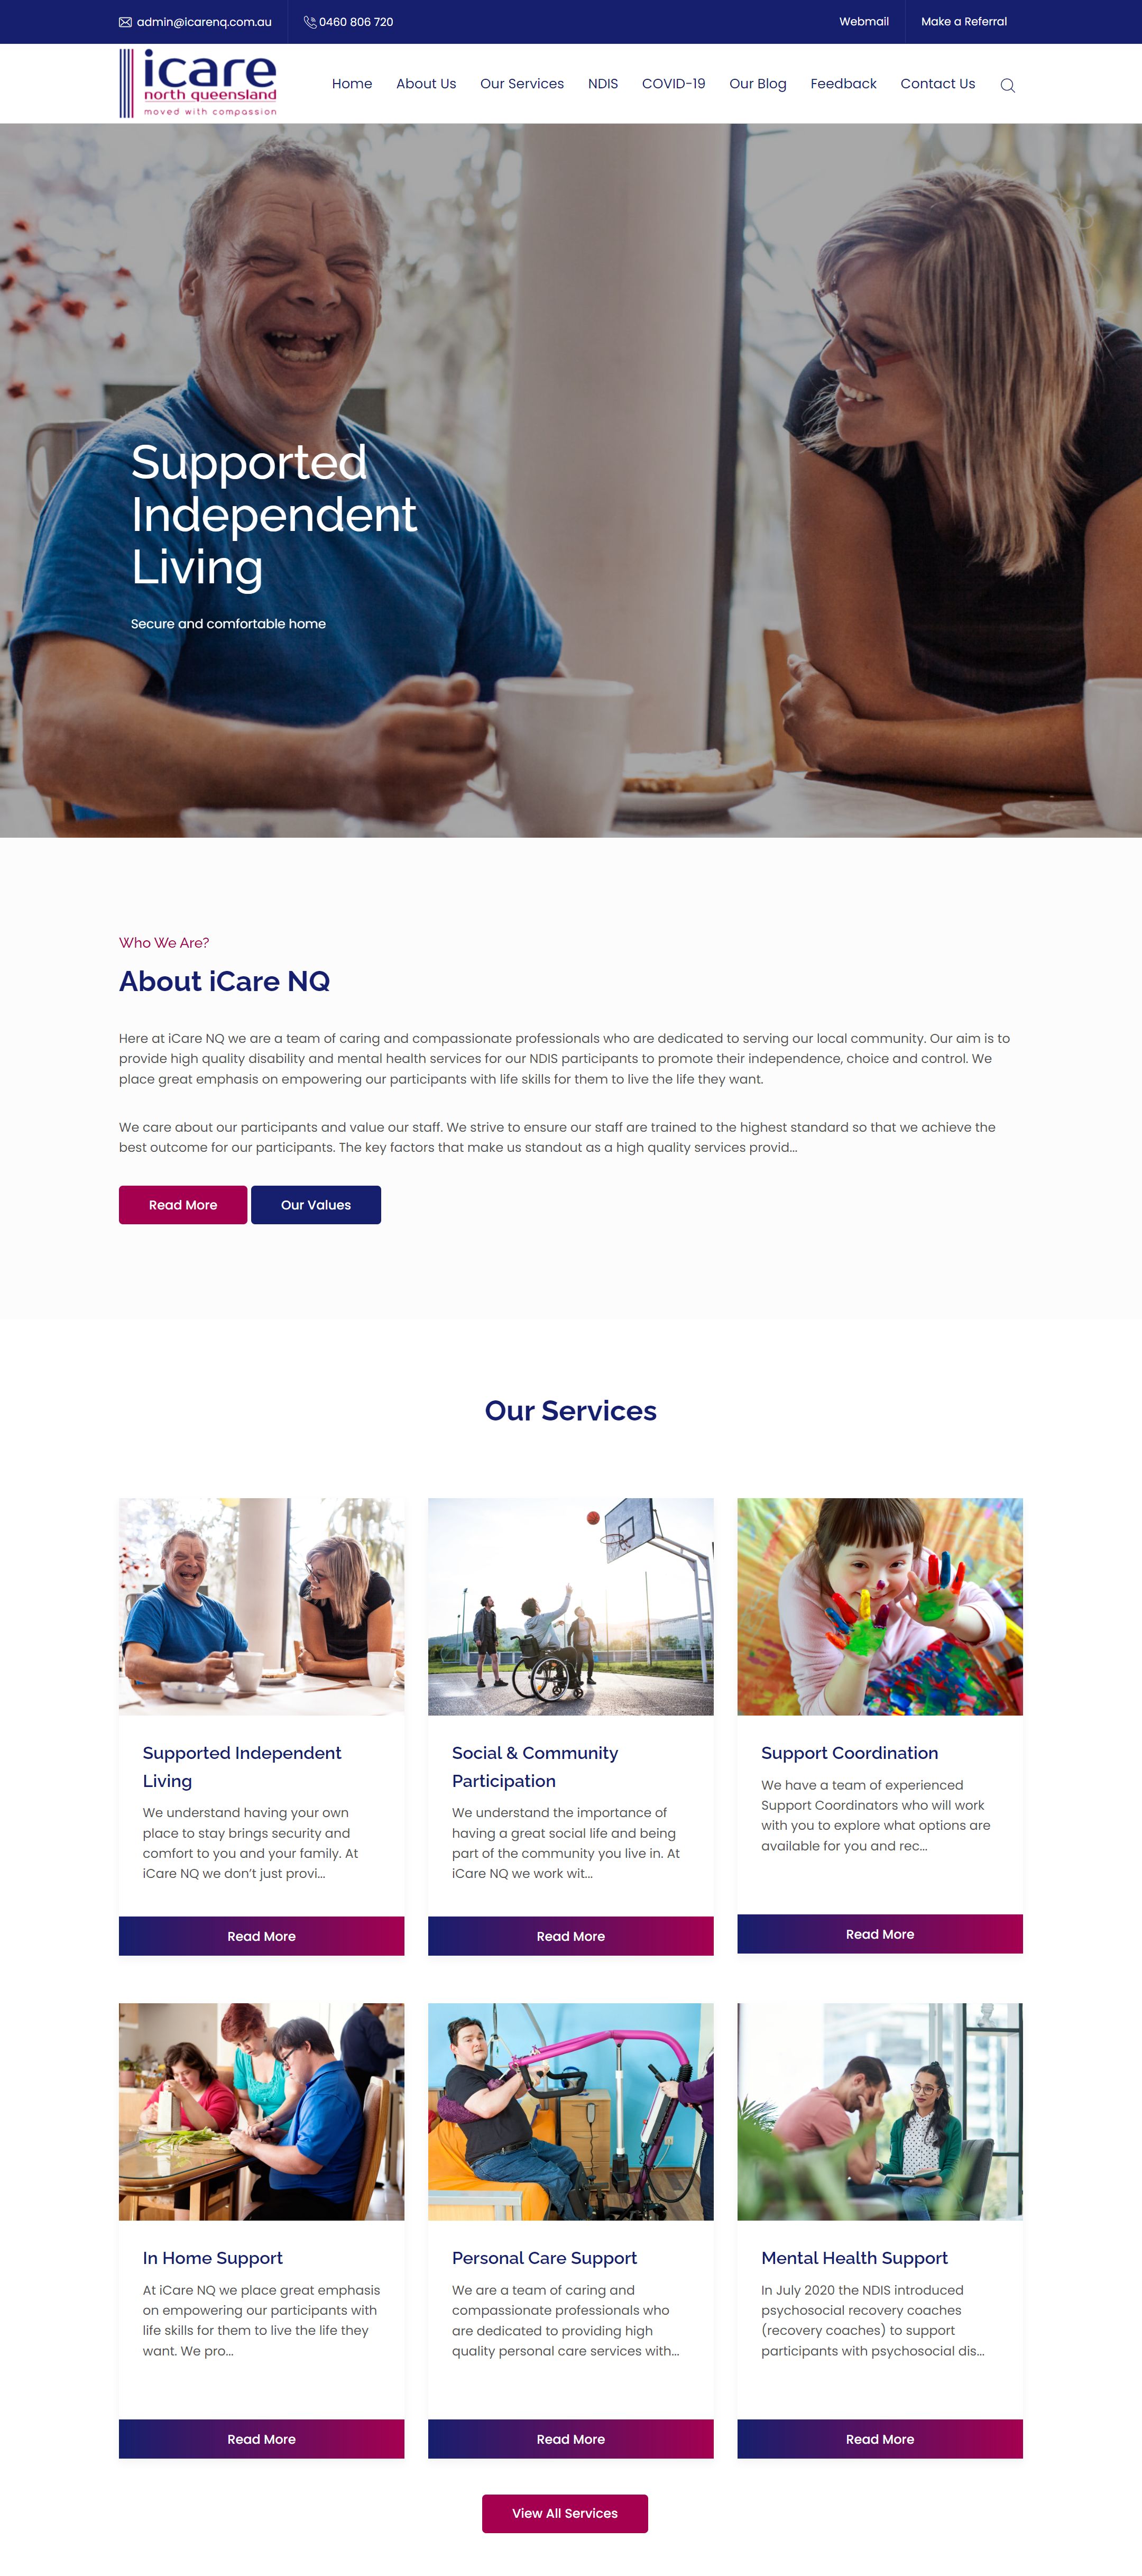 admin@icarenq.com.au
0460 806 720
Webmail
Make a Referral
icare
north queensland
moved with compassion
Home
About Us
Our Services
NDIS
COVID-19
Our Blog
Feedback
Contact Us
Supported
Independent
Living
Secure and comfortable home
Who We Are?
About iCare NQ
Here at iCare NQ we are a team of caring and compassionate professionals who are dedicated to serving our local community. Our aim is to
provide high quality disability and mental health services for our NDIS participants to promote their independence, choice and control. We
place great emphasis on empowering our participants with life skills for them to live the life they want.
We care about our participants and value our staff. We strive to ensure our staff are trained to the highest standard so that we achieve the
best outcome for our participants. The key factors that make us standout as a high quality services provid...
Read More
Our Values
Our Services
Supported Independent
Living
We understand having your own
place to stay brings security and
comfort to you and your family. At
iCare NQ we don't just provi...
Read More
Social & Community
Participation
We understand the importance of
having a great social life and being
part of the community you live in. At
iCare NQ we work wit...
Read More
Support Coordination
We have a team of experienced
Support Coordinators who will work
with you to explore what options are
available for you and rec...
Read More
In Home Support
At iCare NQ we place great emphasis
on empowering our participants with
life skills for them to live the life they
want. We pro...
Read More
Personal Care Support
We are a team of caring and
compassionate professionals who
are dedicated to providing high
quality personal care services with...
Read More
Mental Health Support
In July 2020 the NDIS introduced
psychosocial recovery coaches
(recovery coaches) to support
participants with psychosocial dis...
Read More
View All Services